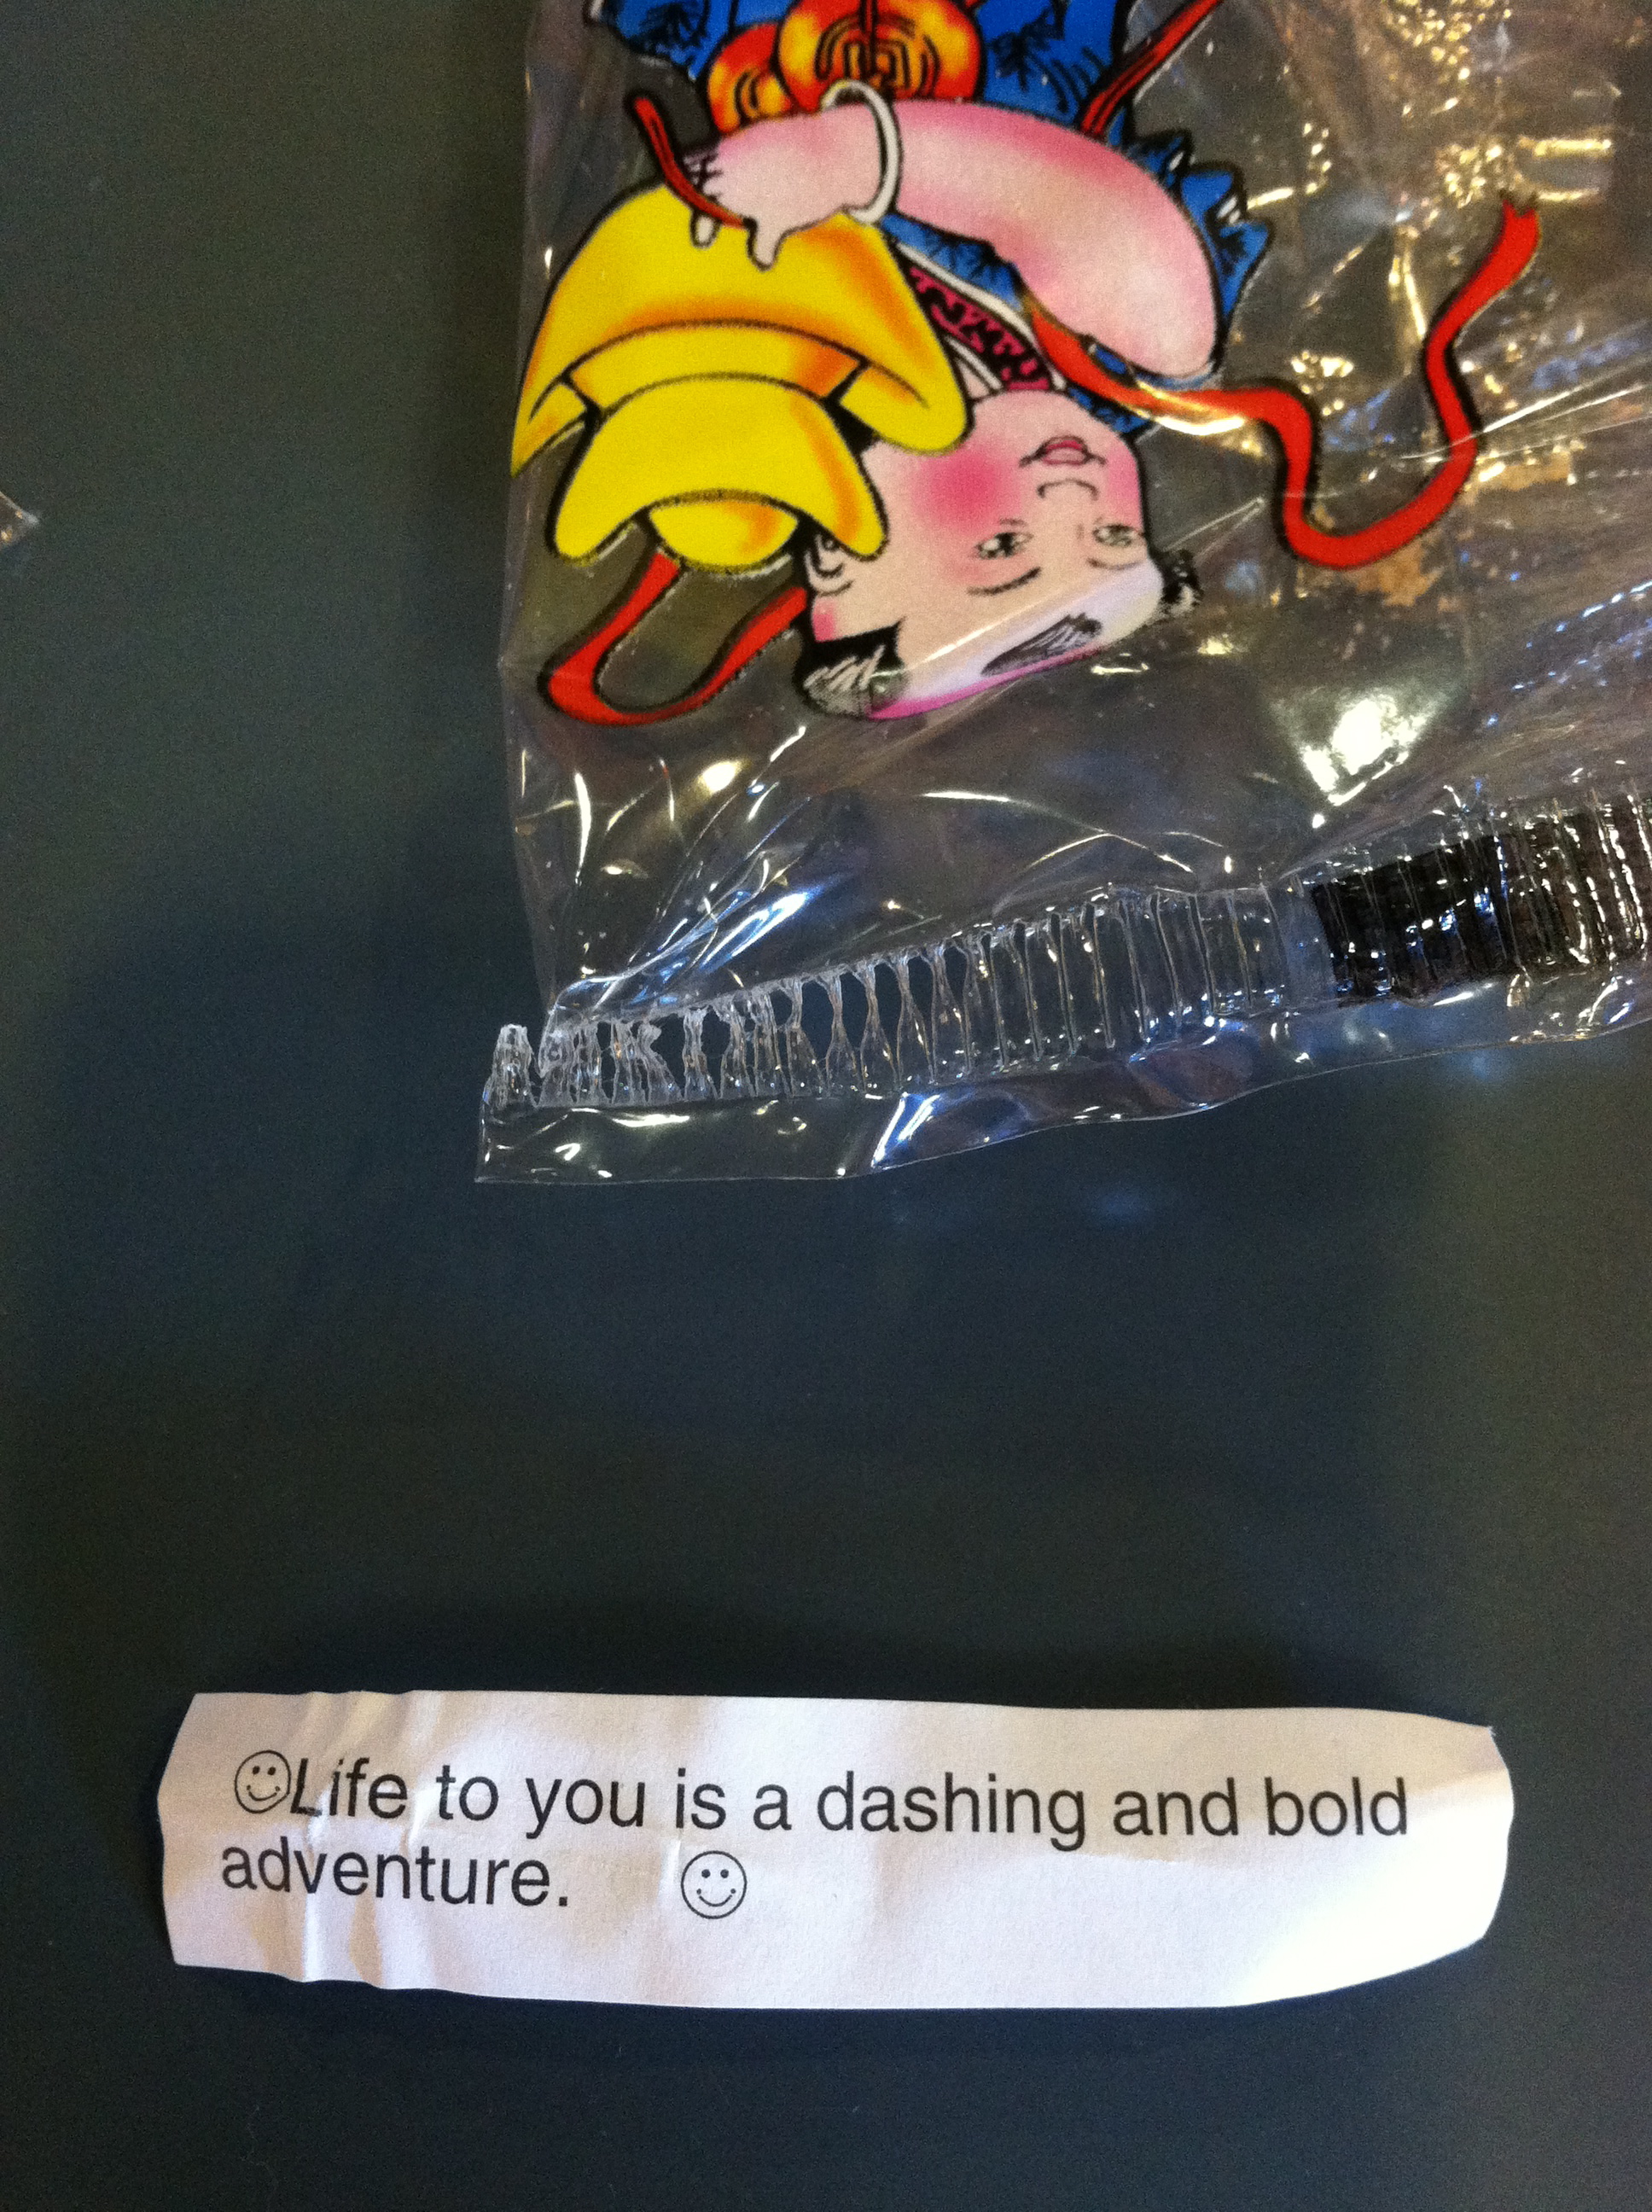 ☺Life to you is a dashing and bold
adventure. ☺